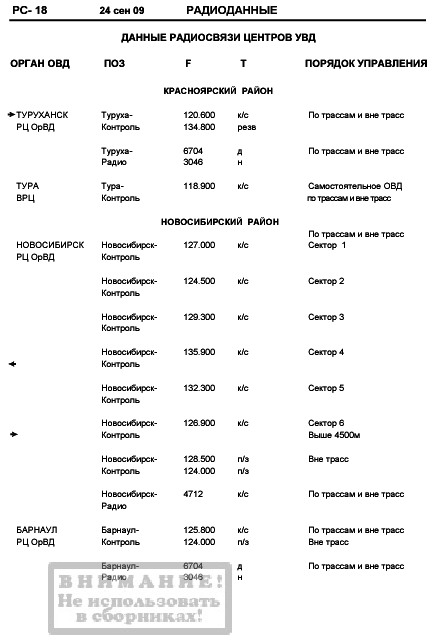 РС- 18 24 сен 09 РАДИОДАННЫЕ
ДАННЫЕ РАДИОСВЯЗИ ЦЕНТРОВ УВД
ОРГАН ОВД ПОЗ F T ПОРЯДОК УПРАВЛЕНИЯ
КРАСНОЯРСКИЙ РАЙОН
ТУРУХАНСК Туруха- 120.600 к/с По трассам и вне трасс
РЦ ОрВД Контроль 134.800 резв
Туруха- 6704 д По трассам и вне трасс
Радио 3046 н
ТУРА Тура- 118.900 к/с Самостоятельное ОВД
ВРЦ Контроль по трассам и вне трасс
НОВОСИБИРСКИЙ РАЙОН
По трассам и вне трасс
НОВОСИБИРСК Новосибирск- 127.000 к/с Сектор 1
РЦ ОрВД Контроль
Новосибирск- 124.500 к/с Сектор 2
Контроль
Новосибирск- 129.300 к/с Сектор 3
Контроль
Новосибирск- 135.900 к/с Сектор 4
Контроль
Новосибирск- 132.300 к/с Сектор 5
Контроль
Новосибирск- 126.900 к/с Сектор 6
Контроль Выше 4500м
Новосибирск- 128.500 п/з Вне трасс
Контроль 124.000 п/з
Новосибирск- 4712 к/с По трассам и вне трасс
Радио
БАРНАУЛ Барнаул- 125.800 к/с По трассам и вне трасс
РЦ ОрВД Контроль 124.000 п/з Вне трасс
Барнаул- 6704 д По трассам и вне трасс
Радио 3046 н
ВНИМАНИЕ!
Не использовать
в сборниках!